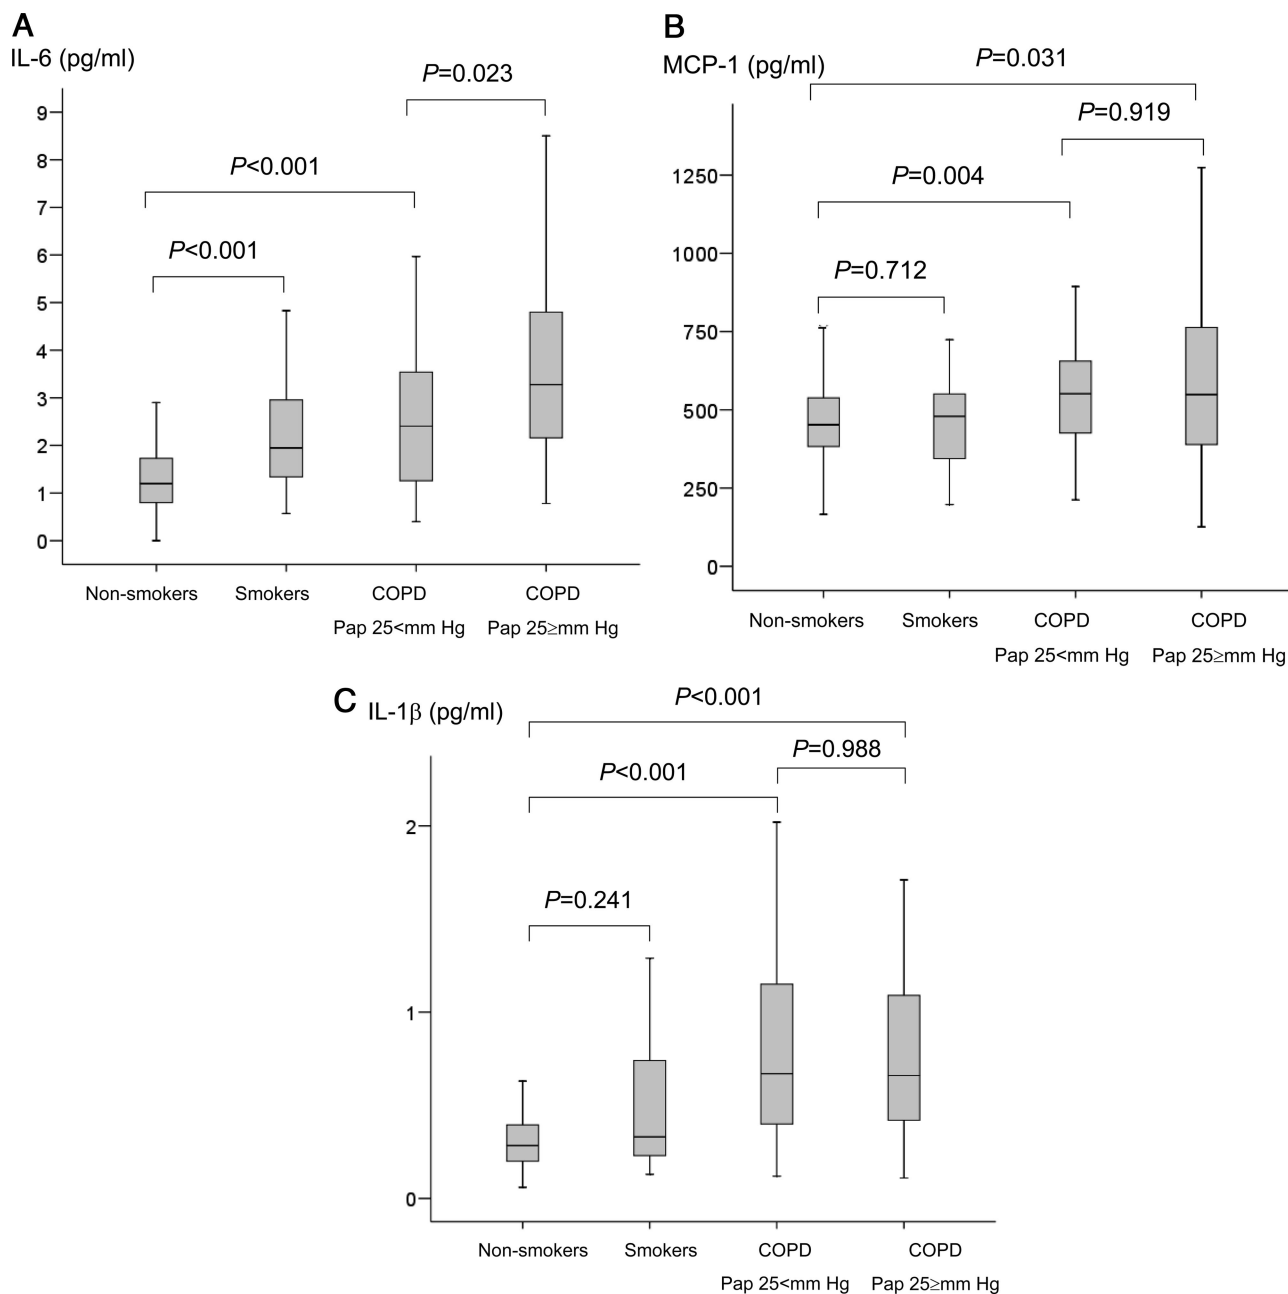 A
IL-6 (pg/ml)
P=0.023
P<0.001
P<0.001
9
8
7
6
5
4
3
2
1
0
Non-smokers Smokers COPD COPD
Pap 25<mm Hg Pap 25≥mm Hg
B
MCP-1 (pg/ml)
P=0.031
P=0.919
P=0.004
P=0.712
1250
1000
750
500
250
0
Non-smokers Smokers COPD COPD
Pap 25<mm Hg Pap 25≥mm Hg
C
IL-1β (pg/ml)
P<0.001
P=0.988
P<0.001
P=0.241
2
1
0
Non-smokers Smokers COPD COPD
Pap 25<mm Hg Pap 25≥mm Hg